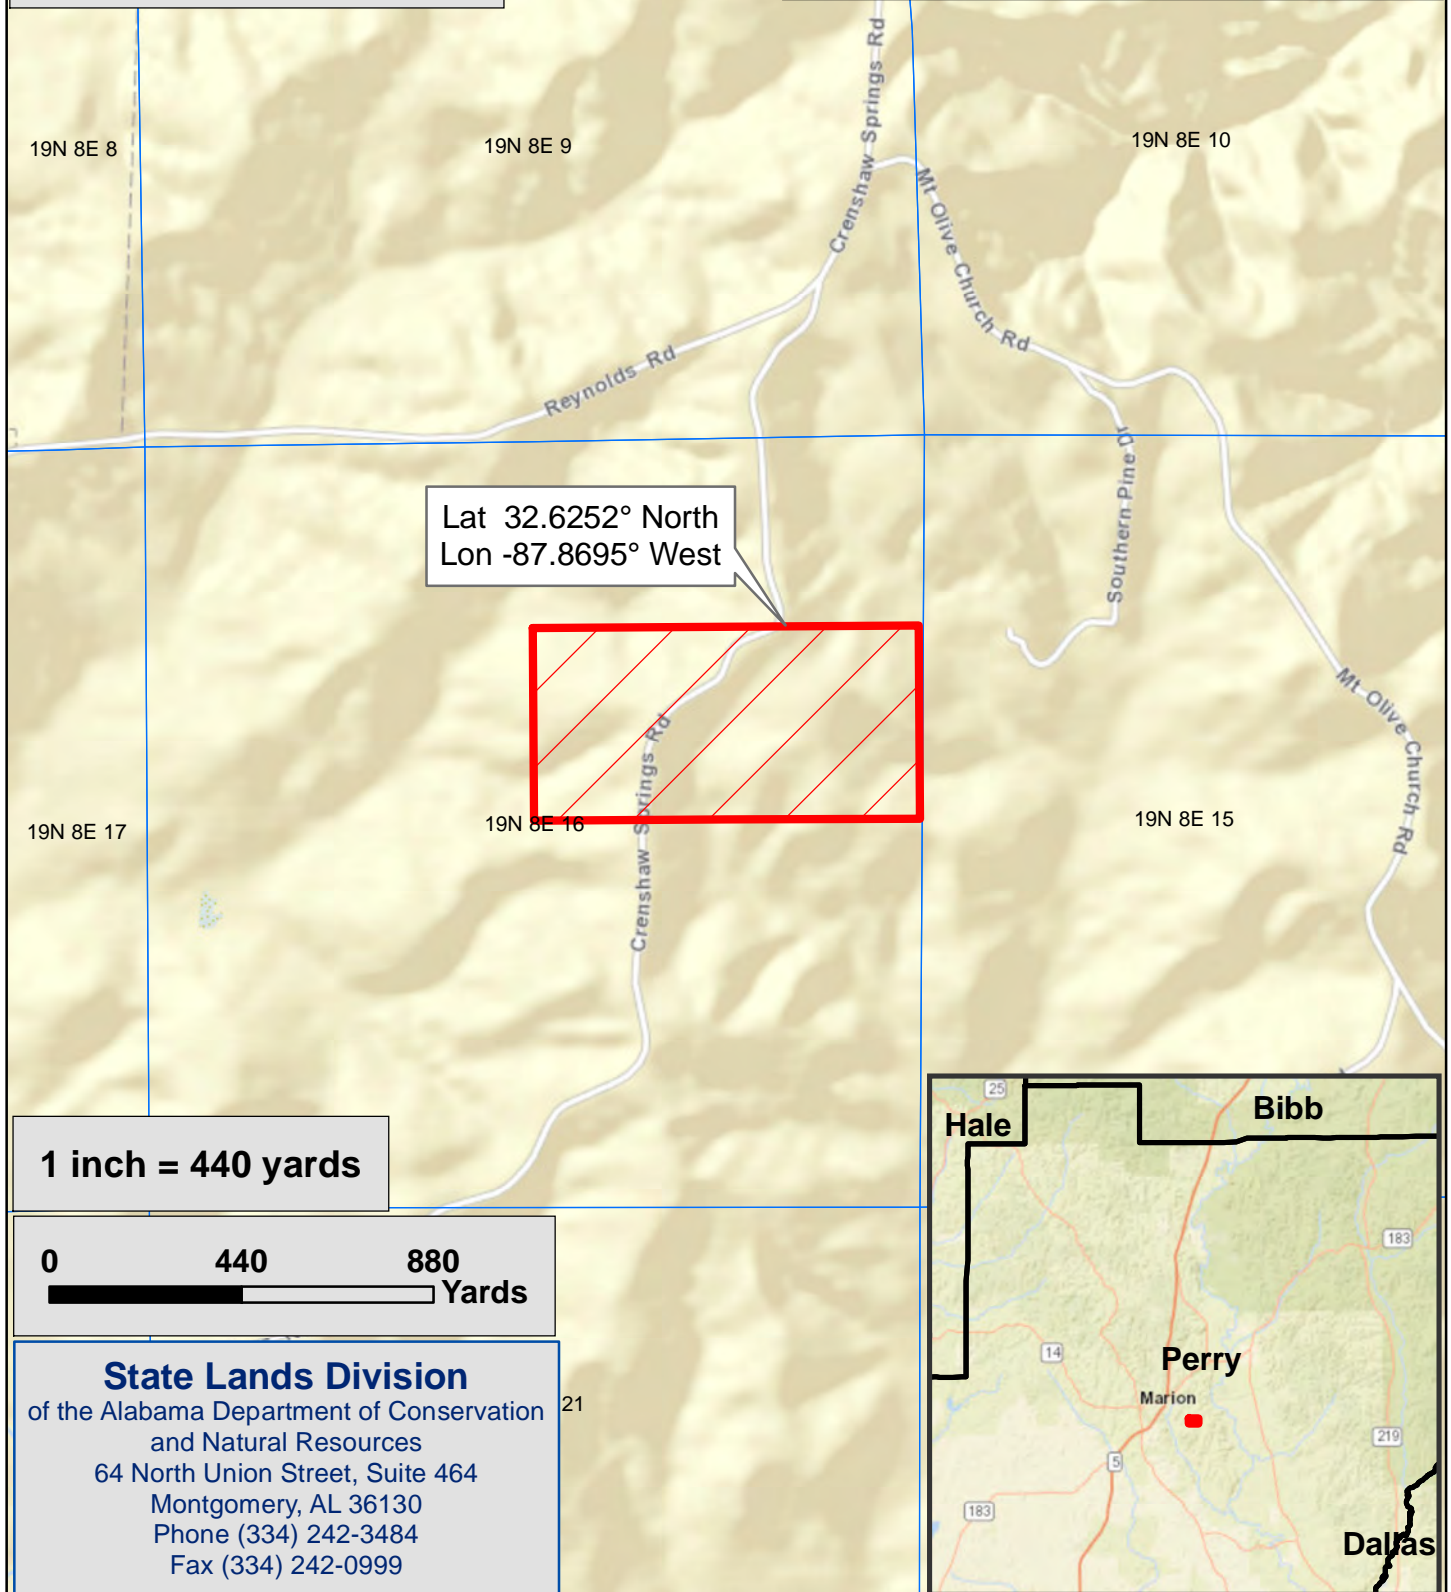 Crenshaw Springs Rd
19N 8E 8
19N 8E 9
19N 8E 10
Mt Olive Church Rd
Reynolds Rd
Southern Pine Dr
Lat 32.6252° North
Lon -87.8695° West
Mt Olive Church Rd
19N 8E 17
19N 8E 16
Crenshaw Springs Rd
19N 8E 15
1 inch = 440 yards
0 440 880
Yards
21
State Lands Division
of the Alabama Department of Conservation
and Natural Resources
64 North Union Street, Suite 464
Montgomery, AL 36130
Phone (334) 242-3484
Fax (334) 242-0999
25
Hale
Bibb
183
14
Perry
Marion
219
5
183
Dallas